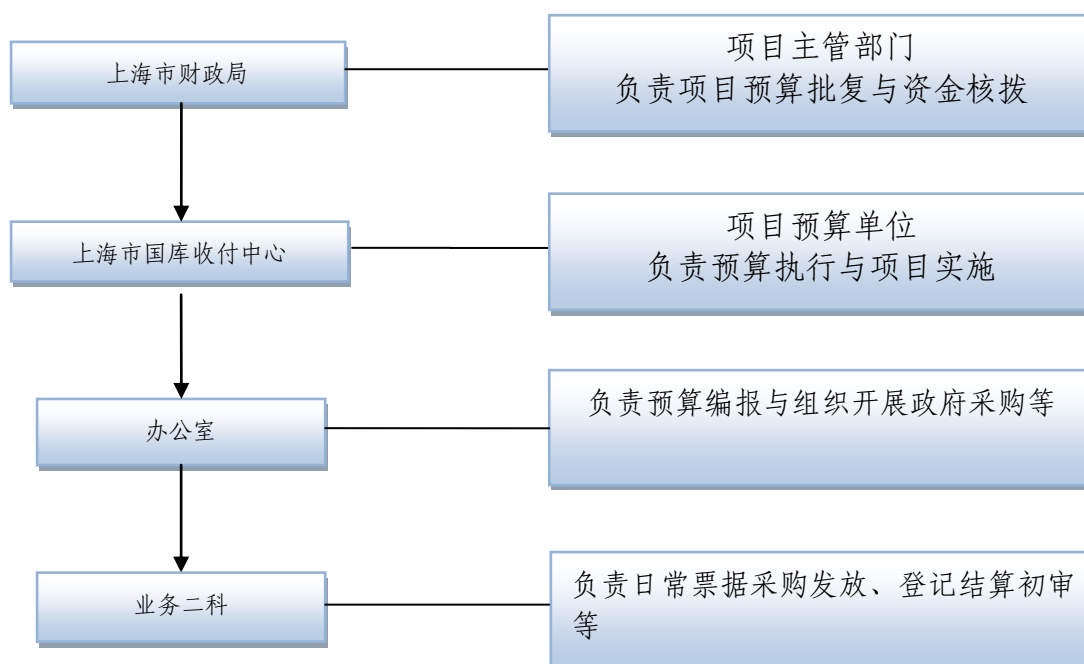 上海市财政局
项目主管部门
负责项目预算批复与资金核拨
上海市国库收付中心
项目预算单位
负责预算执行与项目实施
办公室
负责预算编报与组织开展政府采购等
业务二科
负责日常票据采购发放、登记结算初审
等